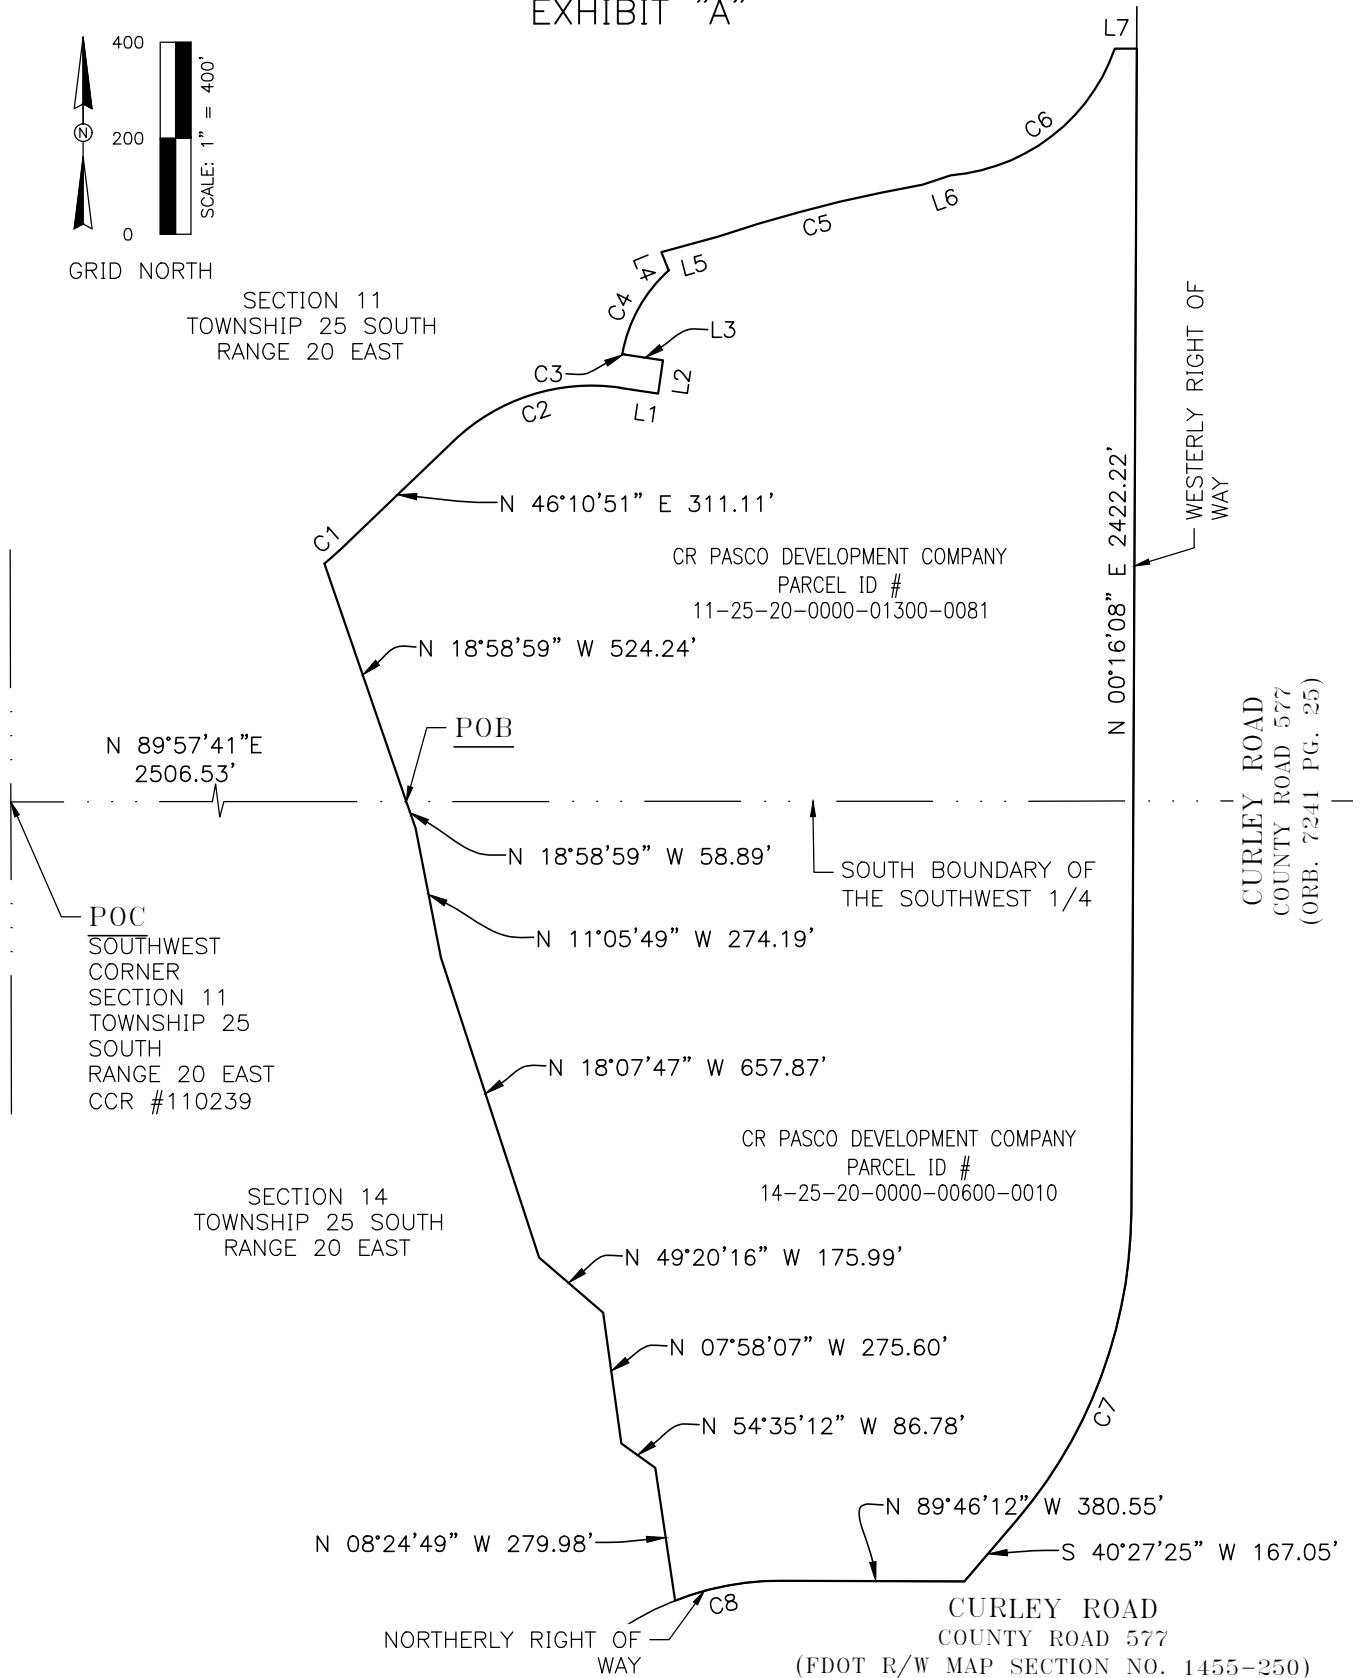 EXHIBIT "A"
400
200
0
SCALE: 1" = 400'
N
GRID NORTH
SECTION 11
TOWNSHIP 25 SOUTH
RANGE 20 EAST
L7
C6
L6
C5
L5
L4
C4
L3
C3
L2
L1
C2
C1
N 46°10'51" E 311.11'
WESTERLY RIGHT OF
WAY
CR PASCO DEVELOPMENT COMPANY
PARCEL ID #
11-25-20-0000-01300-0081
N 18°58'59" W 524.24'
N 00°16'08" E 2422.22'
POB
N 89°57'41"E
2506.53'
CURLEY ROAD
COUNTY ROAD 577
(ORB. 7241 PG. 25)
N 18°58'59" W 58.89'
SOUTH BOUNDARY OF
THE SOUTHWEST 1/4
POC
SOUTHWEST
CORNER
SECTION 11
TOWNSHIP 25
SOUTH
RANGE 20 EAST
CCR #110239
N 11°05'49" W 274.19'
N 18°07'47" W 657.87'
CR PASCO DEVELOPMENT COMPANY
PARCEL ID #
14-25-20-0000-00600-0010
SECTION 14
TOWNSHIP 25 SOUTH
RANGE 20 EAST
N 49°20'16" W 175.99'
N 07°58'07" W 275.60'
C7
N 54°35'12" W 86.78'
N 89°46'12" W 380.55'
N 08°24'49" W 279.98'
S 40°27'25" W 167.05'
C8
NORTHERLY RIGHT OF
WAY
CURLEY ROAD
COUNTY ROAD 577
(FDOT R/W MAP SECTION NO. 1455-250)